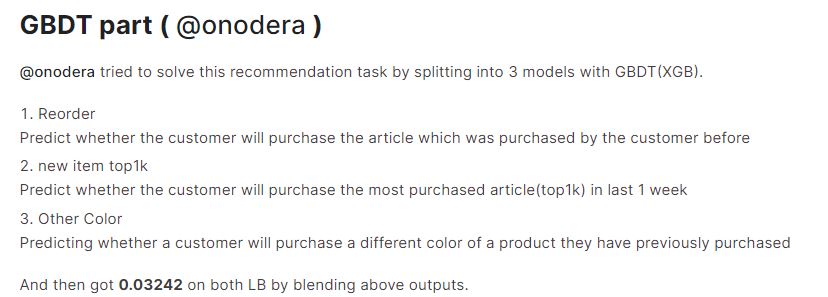 GBDT part ( @onodera )
@onodera tried to solve this recommendation task by splitting into 3 models with GBDT(XGB).
1. Reorder
Predict whether the customer will purchase the article which was purchased by the customer before
2. new item top1k
Predict whether the customer will purchase the most purchased article(top1k) in last 1 week
3. Other Color
Predicting whether a customer will purchase a different color of a product they have previously purchased
And then got 0.03242 on both LB by blending above outputs.